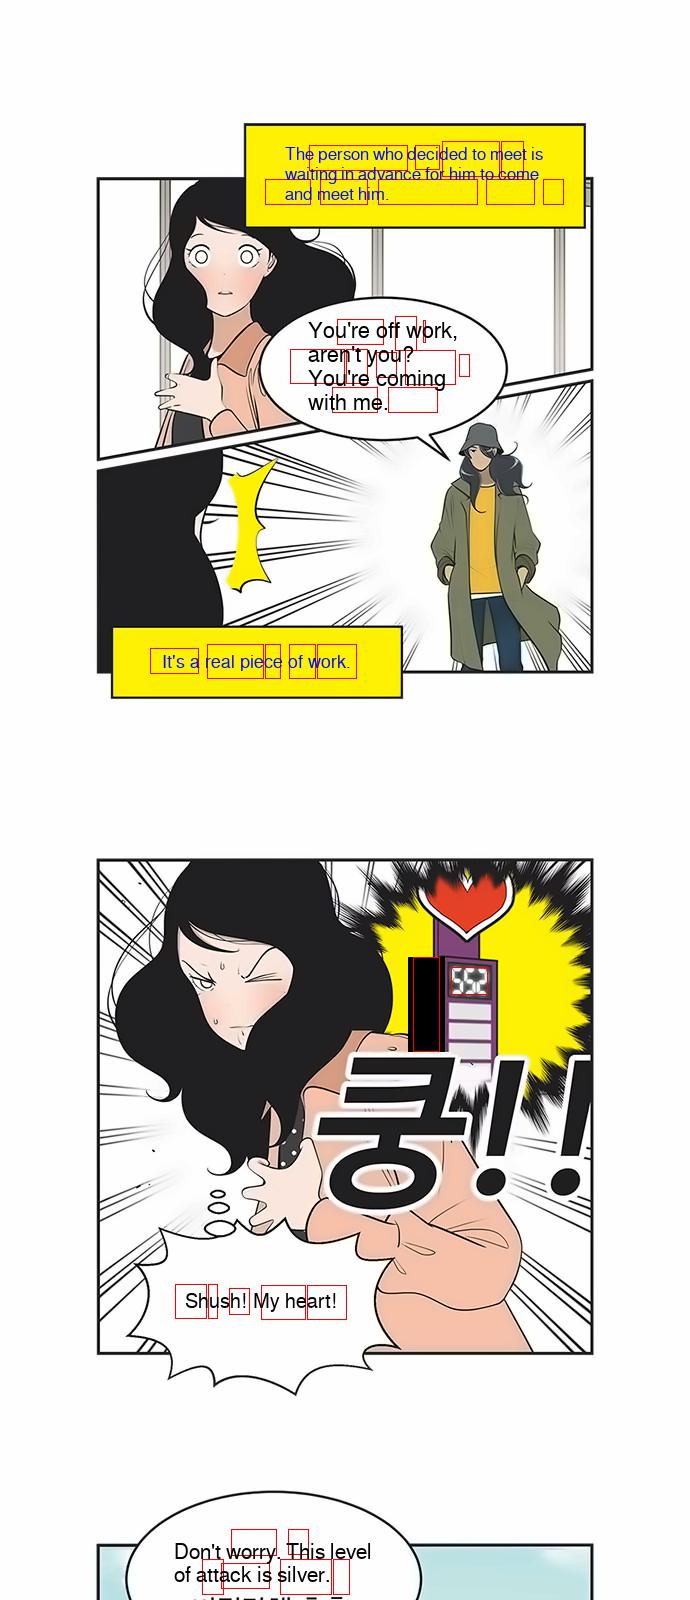 The person who decided to meet is
waiting in advance for him to come
and meet him.
You're off work,
aren't you?
You're coming
with me.
It's a real piece of work.
552
쿵!!
Shush! My heart!
Don't worry. This level
of attack is silver.